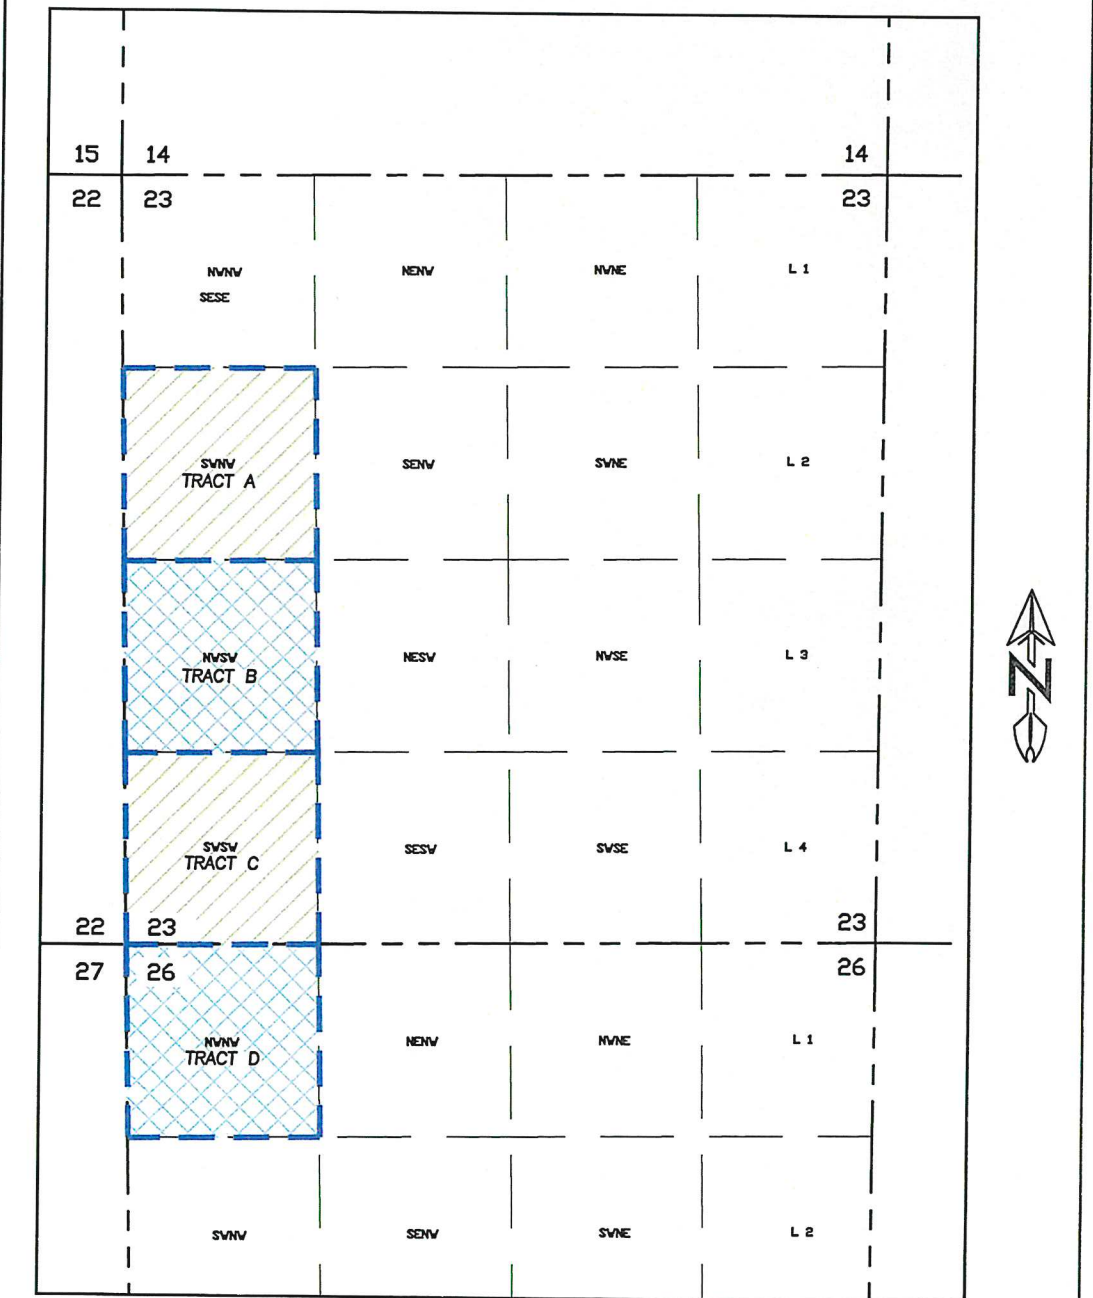 15 14 14
22 23 23
NWNW NENW NWNE L 1
SESE
SWNW SENW SWNE L 2
TRACT A
NWSW NESW NWSE L 3
TRACT B
SWSW SESW SWSE L 4
TRACT C
22 23 23
27 26 26
NWNW NENW NWNE L 1
TRACT D
SWNW SENW SWNE L 2
N